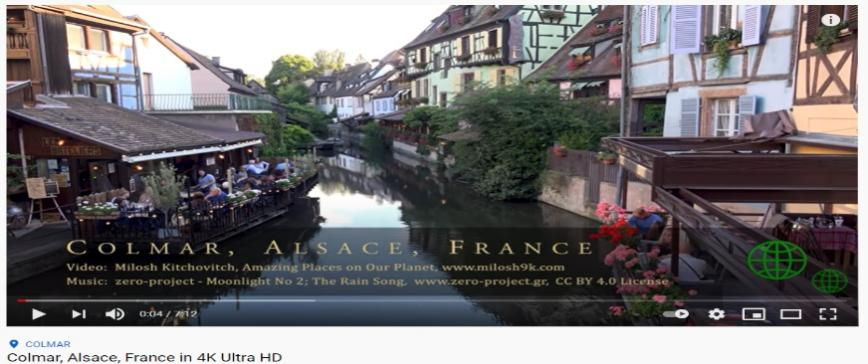 COLMAR, ALSACE, FRANCE
Video: Milosh Kitchovitch, Amazing Places on Our Planet, www.milosh9k.com
Music: zero-project - Moonlight No 2; The Rain Song, www.zero-project.gr, CC BY 4.0 License
0:04 / 7:12
COLMAR
Colmar, Alsace, France in 4K Ultra HD